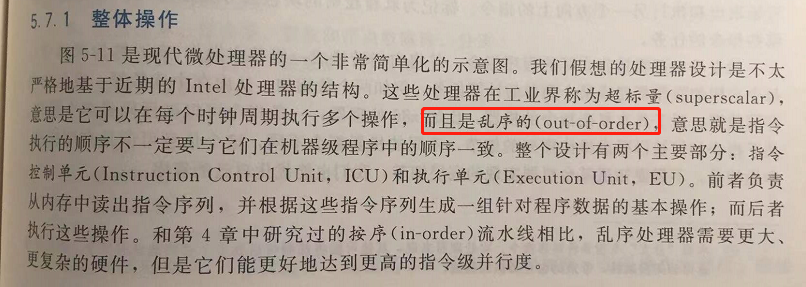 5.7.1 整体操作
图 5-11 是现代微处理器的一个非常简单化的示意图。我们假想的处理器设计是不太
严格地基于近期的 Intel 处理器的结构。这些处理器在工业界称为超标量(superscalar),
意思是它可以在每个时钟周期执行多个操作,而且是乱序的(out-of-order),意思就是指令
执行的顺序不一定要与它们在机器级程序中的顺序一致。整个设计有两个主要部分:指令
控制单元(Instruction Control Unit,ICU)和执行单元(Execution Unit,EU)。前者负责
从内存中读出指令序列,并根据这些指令序列生成一组针对程序数据的基本操作;而后者
执行这些操作。和第 4 章中研究过的按序(in-order)流水线相比,乱序处理器需要更大、
更复杂的硬件,但是它们能更好地达到更高的指令级并行度。